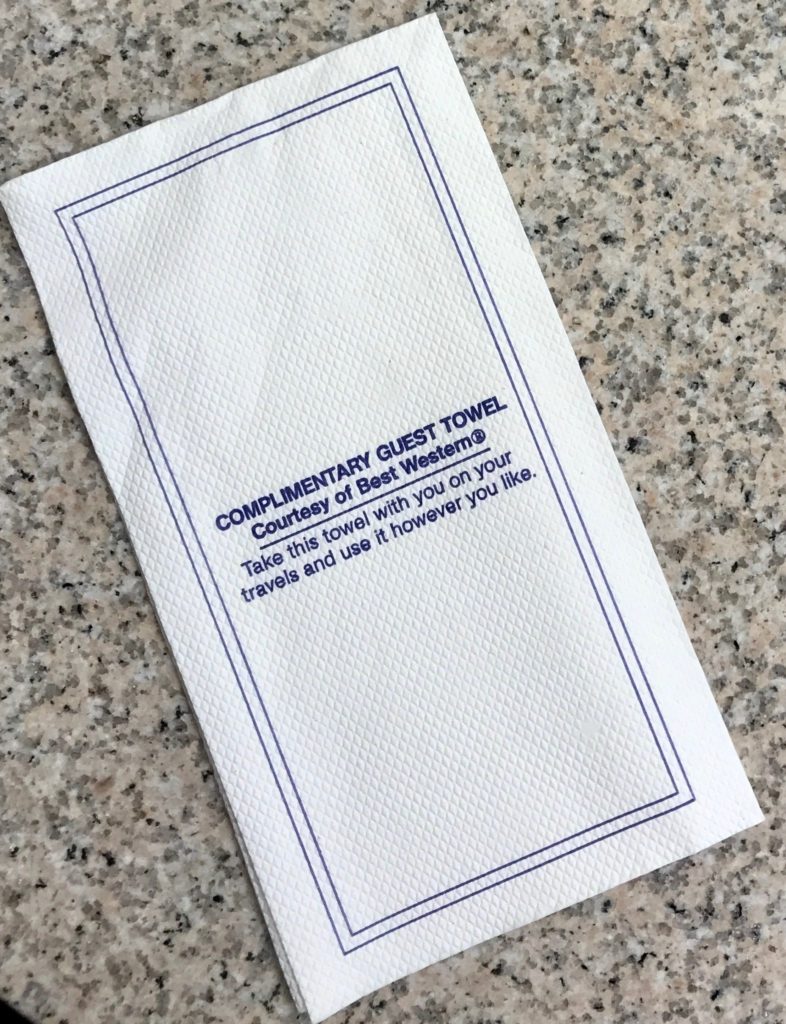 COMPLIMENTARY GUEST TOWEL
Courtesy of Best Western®
Take this towel with you on your
travels and use it however you like.